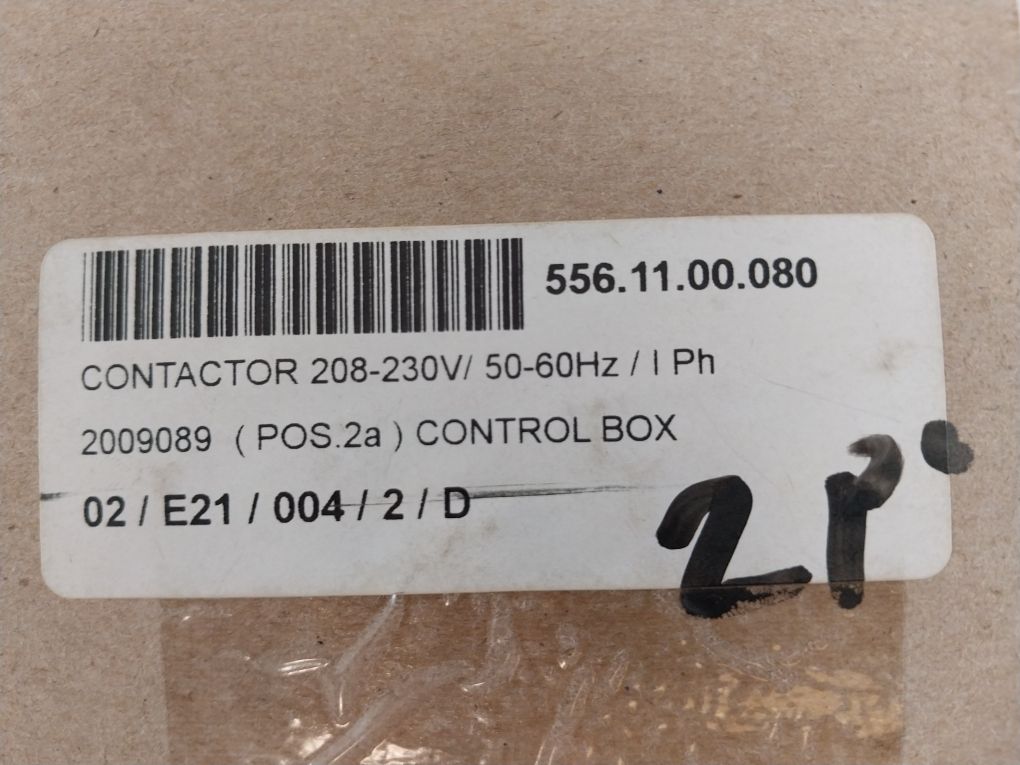 556.11.00.080
CONTACTOR 208-230V/ 50-60Hz / I Ph
2009089 ( POS.2a ) CONTROL BOX
02 / E21 / 004 / 2 / D